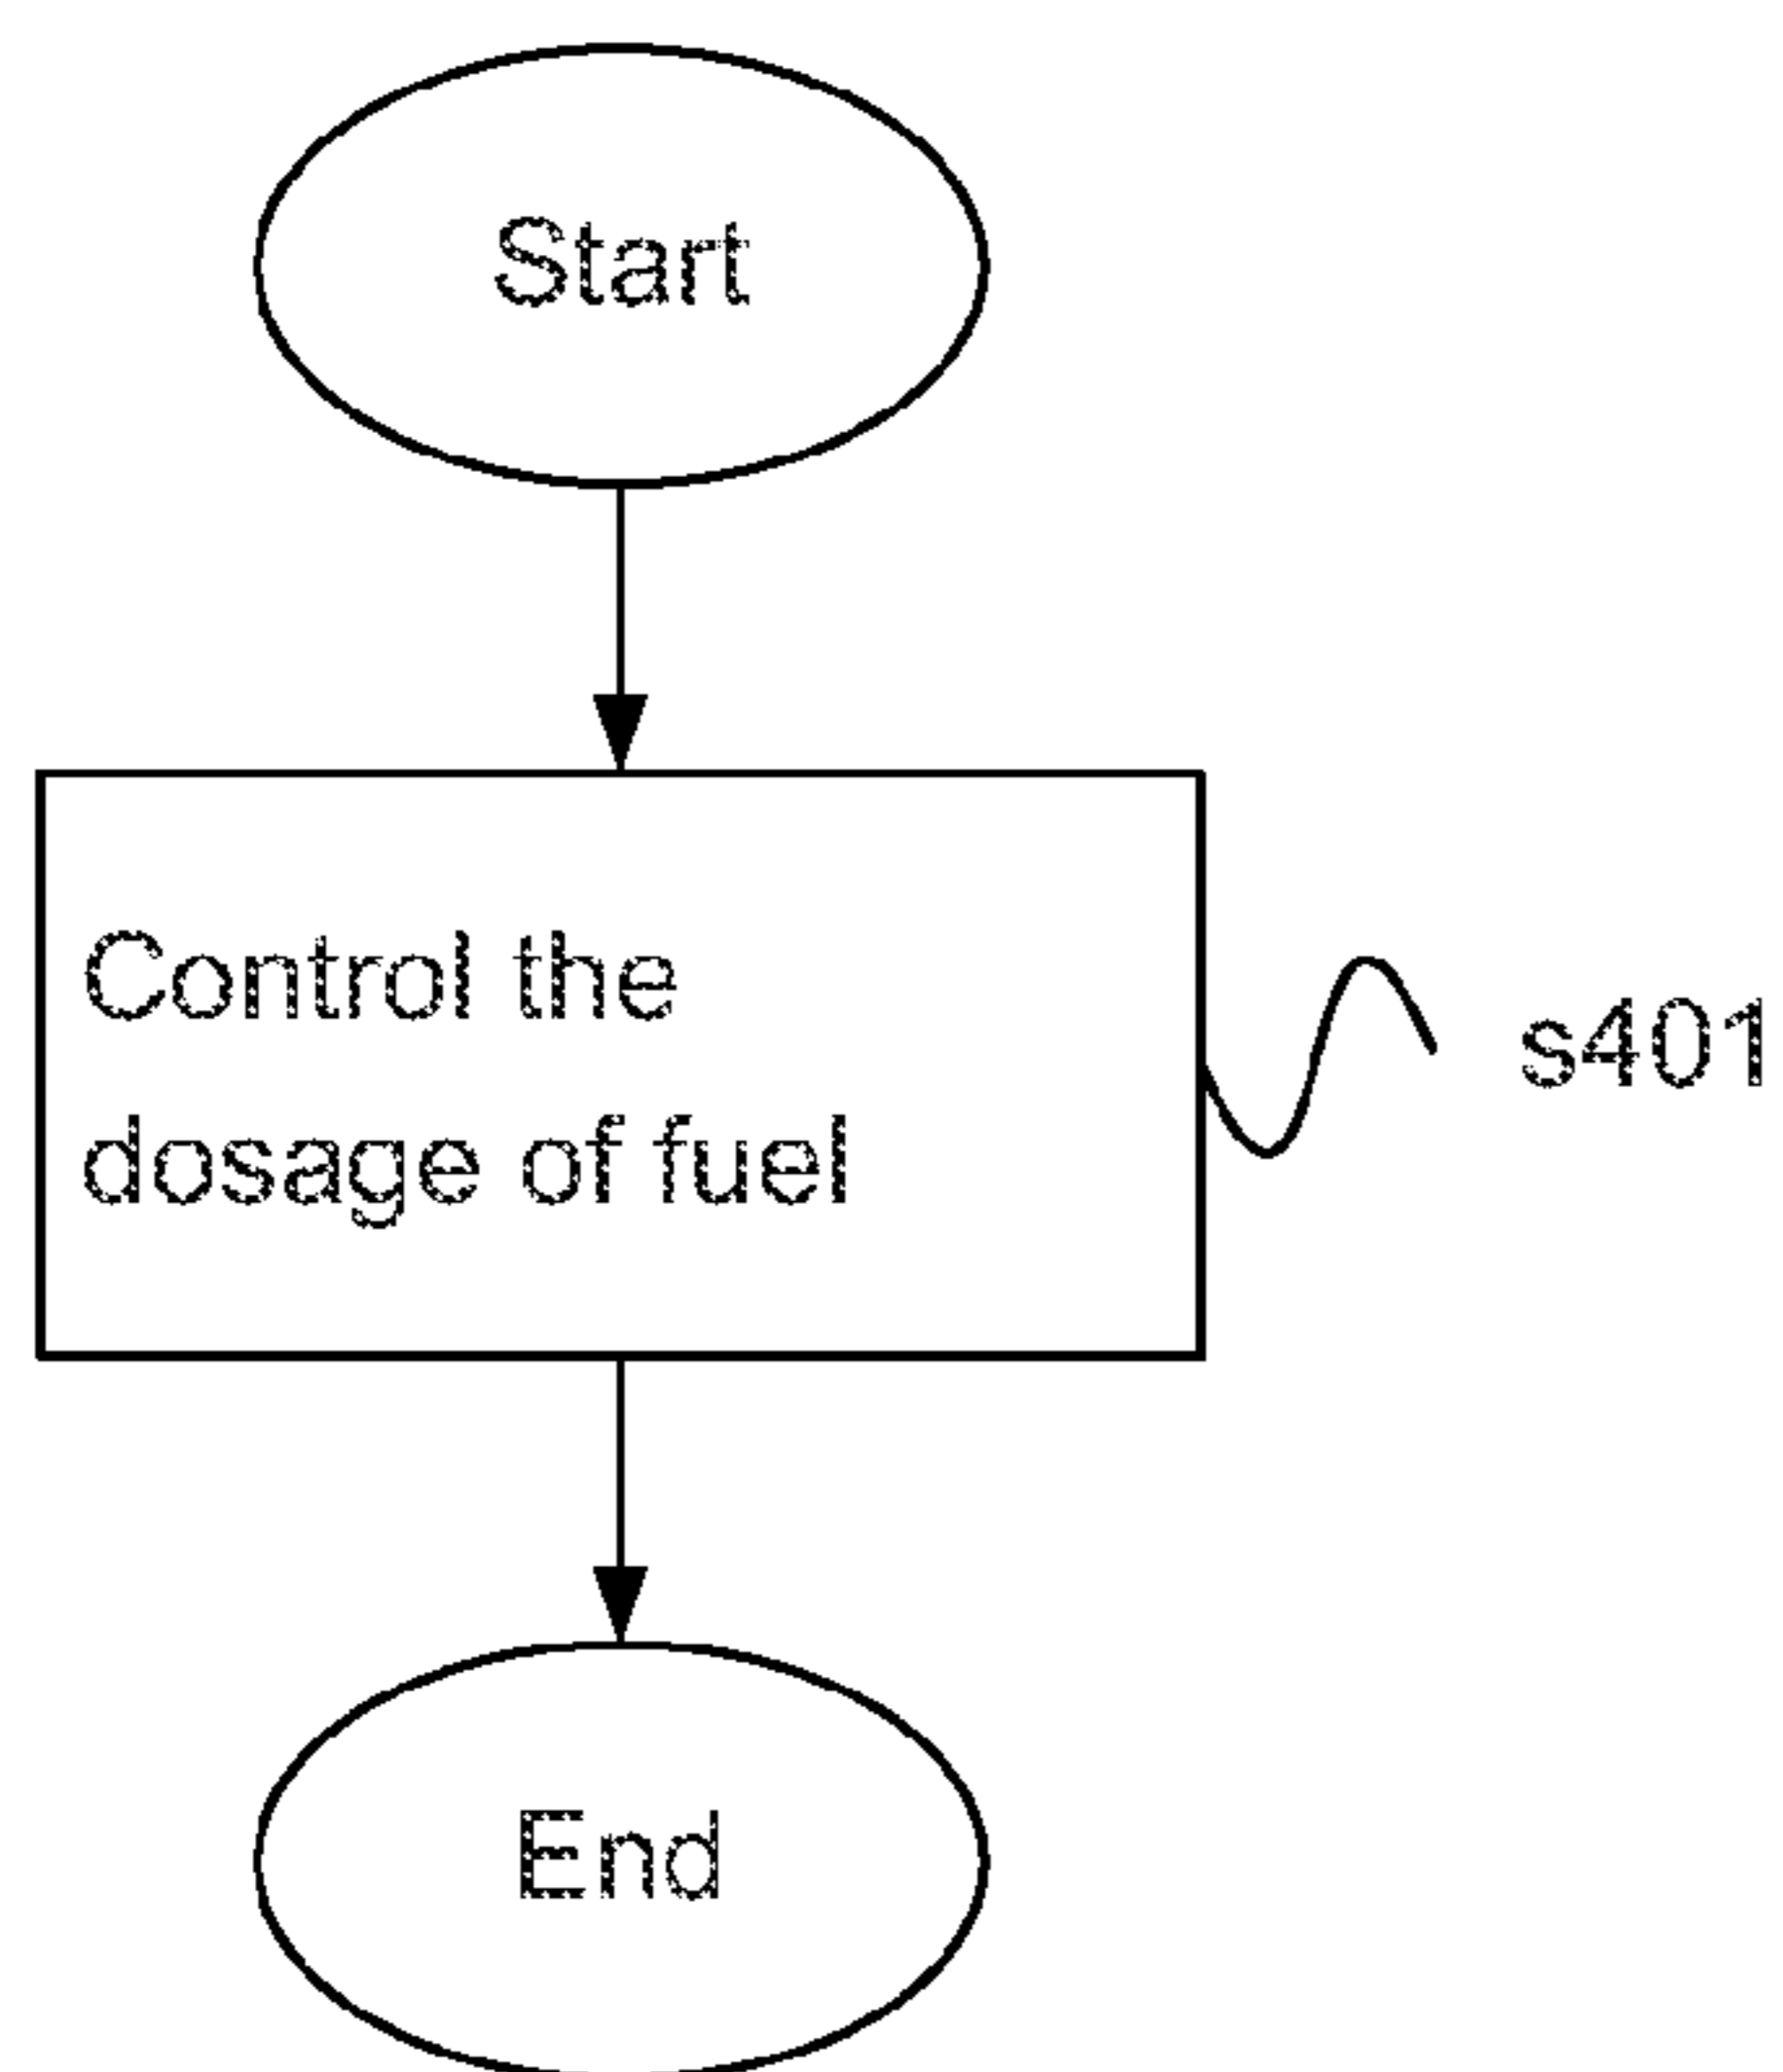 Start
Control the
dosage of fuel
s401
End